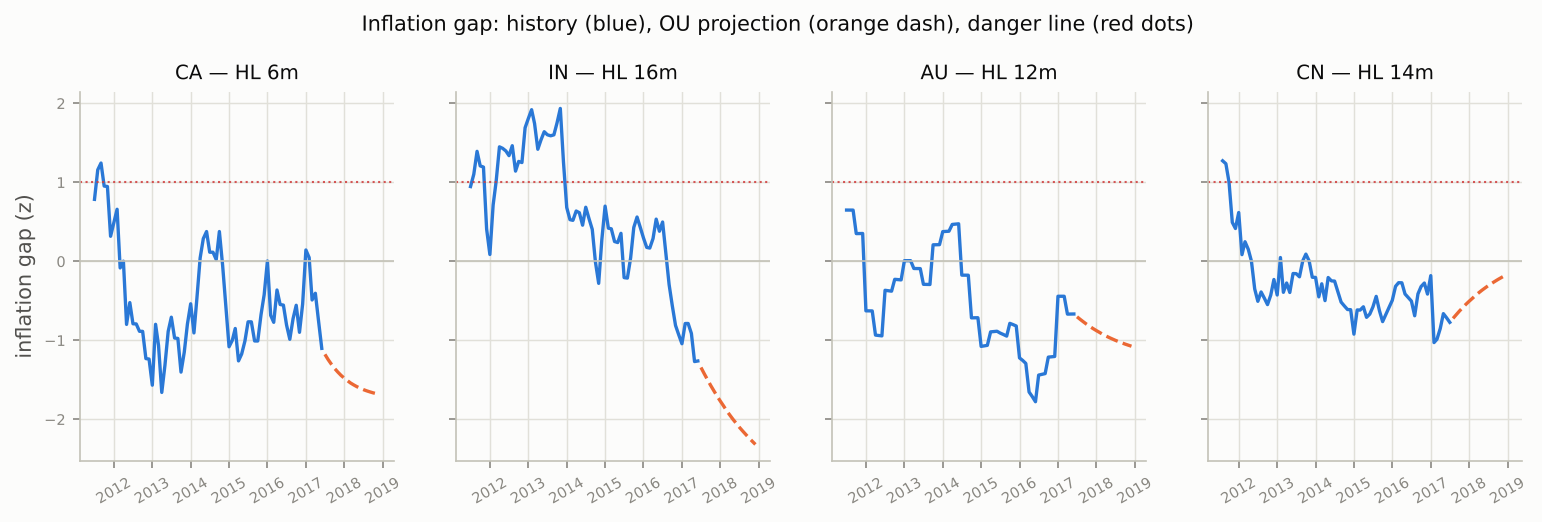 Inflation gap: history (blue), OU projection (orange dash), danger line (red dots)
CA — HL 6m
IN — HL 16m
AU — HL 12m
CN — HL 14m
inflation gap (z)
2
1
0
−1
−2
2012 2013 2014 2015 2016 2017 2018 2019
2012 2013 2014 2015 2016 2017 2018 2019
2012 2013 2014 2015 2016 2017 2018 2019
2012 2013 2014 2015 2016 2017 2018 2019